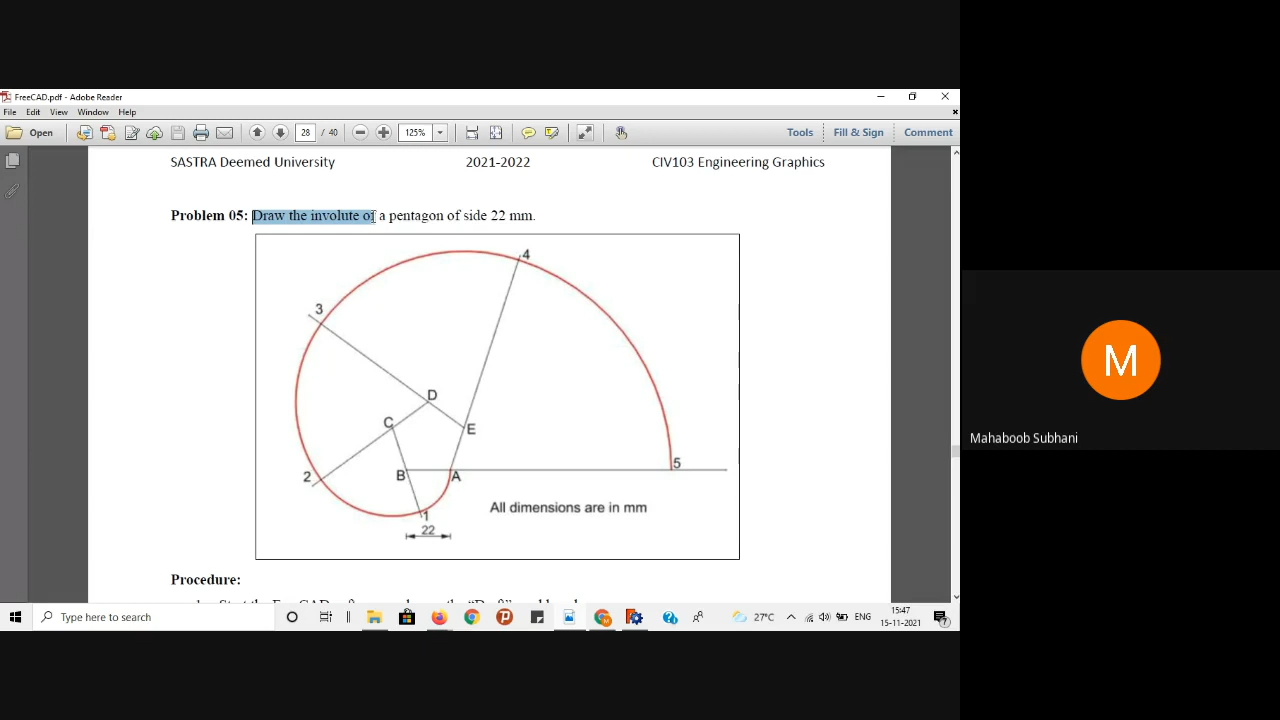 FreeCAD.pdf - Adobe Reader
File Edit View Window Help
Open 28 / 40 125% Tools Fill & Sign Comment
SASTRA Deemed University 2021-2022 CIV103 Engineering Graphics
Problem 05: Draw the involute of a pentagon of side 22 mm.
4
3
D
C
E
B A 5
2
All dimensions are in mm
1
22
Procedure:
M
Mahaboob Subhani
Type here to search
27°C ENG
15:47
15-11-2021
7